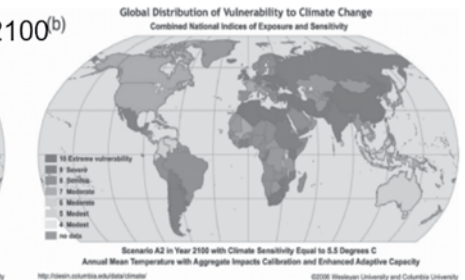 2100(b)
Global Distribution of Vulnerability to Climate Change
Combined National Indices of Exposure and Sensitivity
10 Extreme vulnerability
9 Severe
8 Serious
7 Moderate
6 Moderate
5 Modest
4 Modest
no data
Scenario A2 in Year 2100 with Climate Sensitivity Equal to 5.5 Degrees C
Annual Mean Temperature with Aggregate Impacts Calibration and Enhanced Adaptive Capacity
http://ciesin.columbia.edu/data/climate/
©2006 Wesleyan University and Columbia University